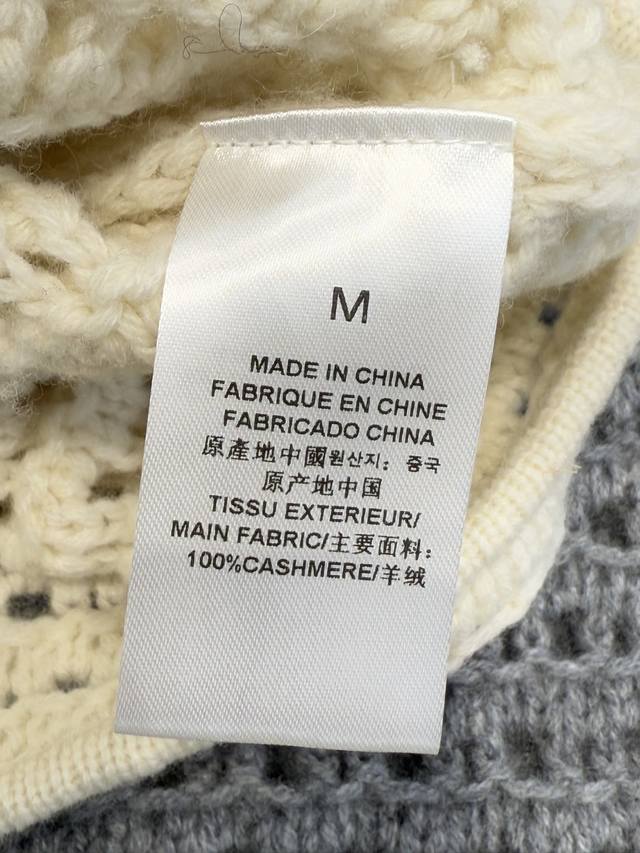 M
MADE IN CHINA
FABRIQUE EN CHINE
FABRICADO CHINA
原產地中國원산지: 중국
原产地中国
TISSU EXTERIEUR/
MAIN FABRIC/主要面料:
100%CASHMERE/羊绒